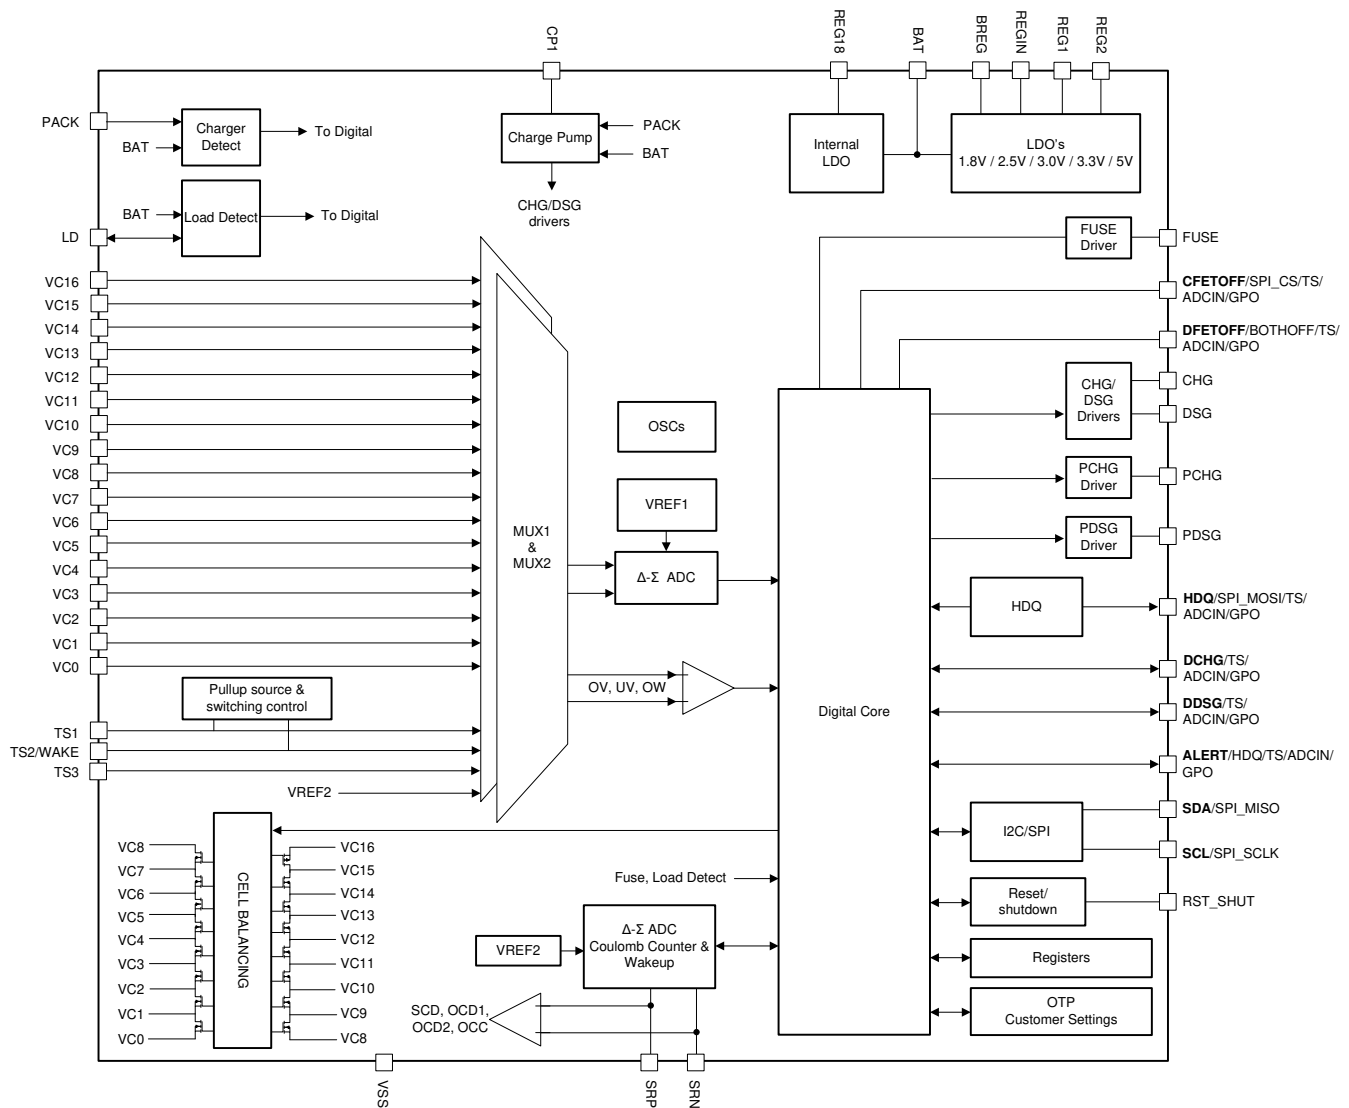 CP1
REG18
BAT
BREG
REGIN
REG1
REG2
PACK
BAT
Charger
Detect
To Digital
Charge Pump
PACK
BAT
CHG/DSG
drivers
Internal
LDO
LDO's
1.8V / 2.5V / 3.0V / 3.3V / 5V
BAT
Load Detect
To Digital
LD
FUSE
Driver
FUSE
VC16
VC15
VC14
VC13
VC12
VC11
VC10
VC9
VC8
VC7
VC6
VC5
VC4
VC3
VC2
VC1
VC0
Pullup source &
switching control
TS1
TS2/WAKE
TS3
VREF2
MUX1
&
MUX2
OSCs
VREF1
Δ-Σ ADC
OV, UV, OW
Digital Core
CFETOFF/SPI_CS/TS/
ADCIN/GPO
DFETOFF/BOTHOFF/TS/
ADCIN/GPO
CHG/
DSG
Drivers
CHG
DSG
PCHG
Driver
PCHG
PDSG
Driver
PDSG
HDQ
HDQ/SPI_MOSI/TS/
ADCIN/GPO
DCHG/TS/
ADCIN/GPO
DDSG/TS/
ADCIN/GPO
ALERT/HDQ/TS/ADCIN/
GPO
I2C/SPI
SDA/SPI_MISO
SCL/SPI_SCLK
Reset/
shutdown
RST_SHUT
Registers
OTP
Customer Settings
VC8
VC7
VC6
VC5
VC4
VC3
VC2
VC1
VC0
CELL BALANCING
VC16
VC15
VC14
VC13
VC12
VC11
VC10
VC9
VC8
Fuse, Load Detect
VREF2
Δ-Σ ADC
Coulomb Counter &
Wakeup
SCD, OCD1,
OCD2, OCC
VSS
SRP
SRN